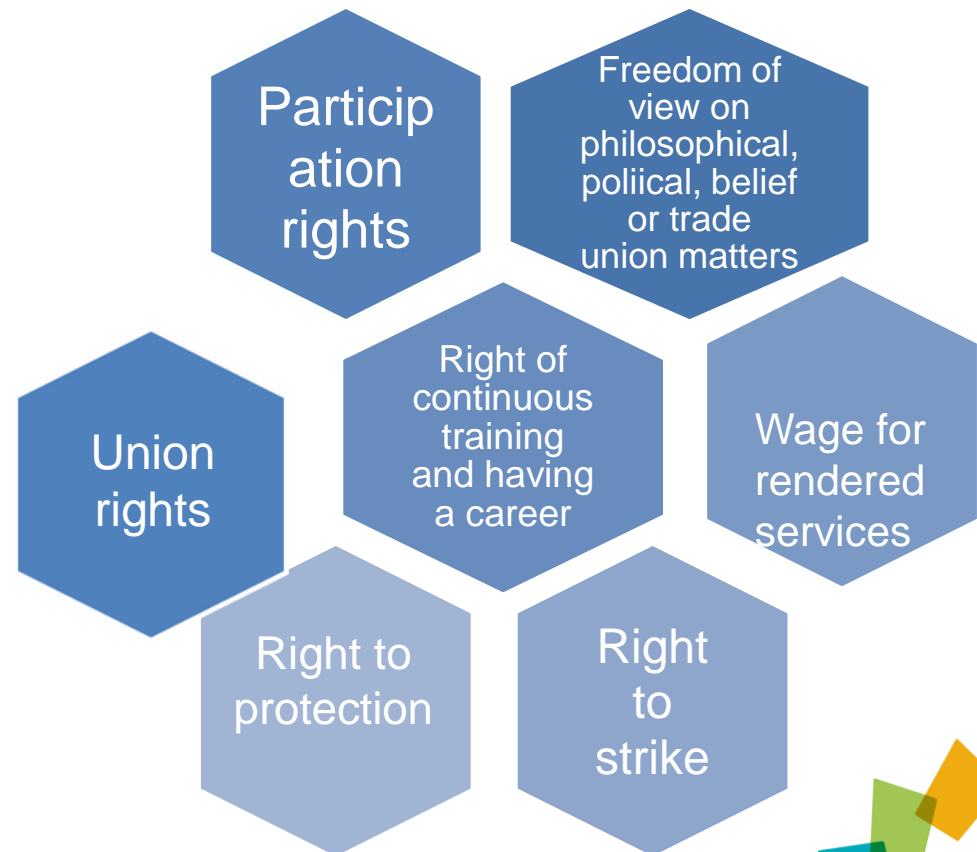 Particip
ation
rights
Freedom of
view on
philosophical,
poliical, belief
or trade
union matters
Union
rights
Right of
continuous
training
and having
a career
Wage for
rendered
services
Right to
protection
Right
to
strike